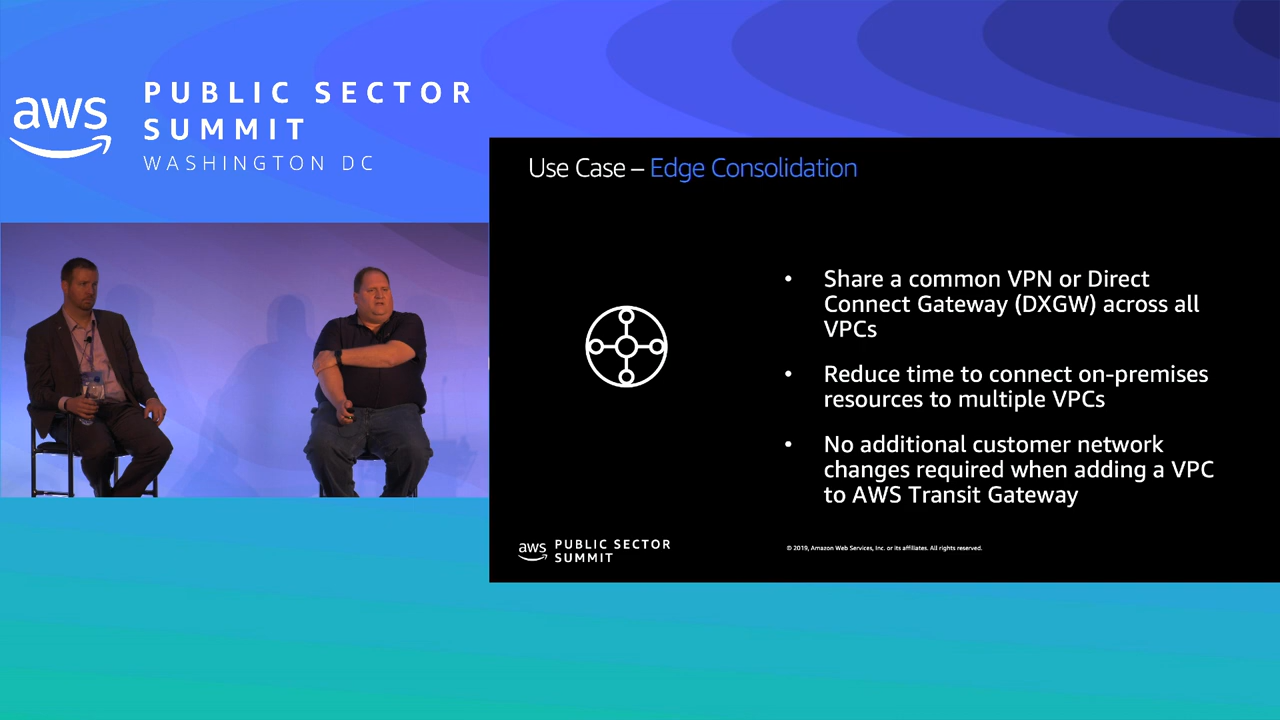 aws
PUBLIC SECTOR
SUMMIT
WASHINGTON DC
Use Case – Edge Consolidation
• Share a common VPN or Direct
Connect Gateway (DXGW) across all
VPCs
• Reduce time to connect on-premises
resources to multiple VPCs
• No additional customer network
changes required when adding a VPC
to AWS Transit Gateway
aws
PUBLIC SECTOR
SUMMIT
© 2019, Amazon Web Services, Inc. or its affiliates. All rights reserved.